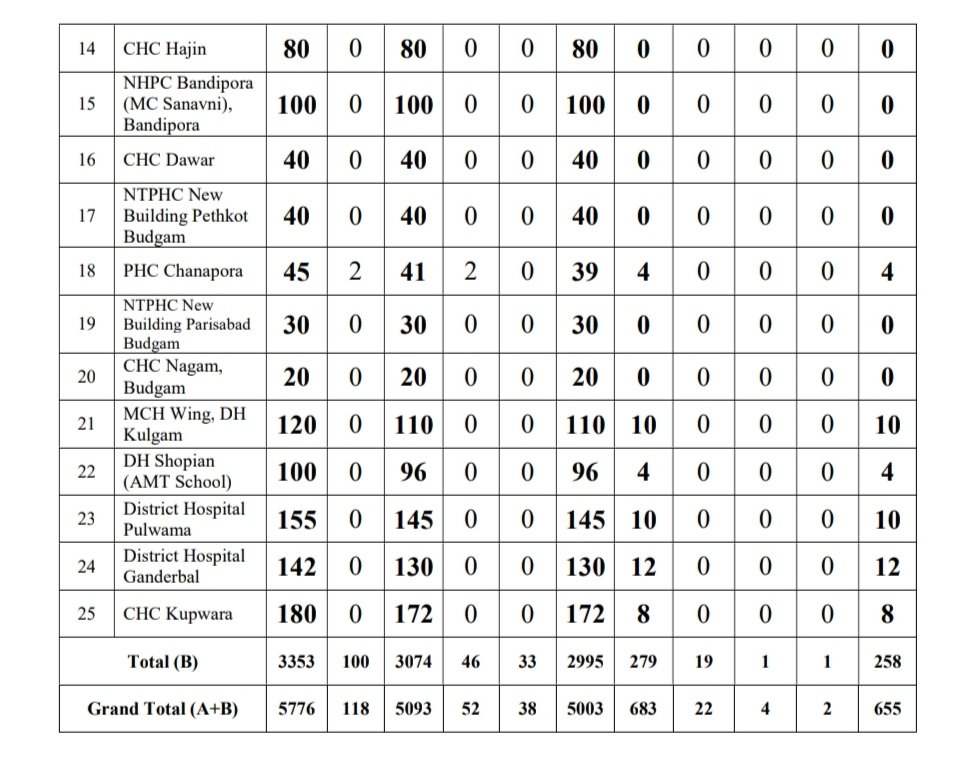 14 CHC Hajin 80 0 80 0 0 80 0 0 0 0 0
NHPC Bandipora
15 (MC Sanavni), 100 0 100 0 0 100 0 0 0 0 0
Bandipora
16 CHC Dawar 40 0 40 0 0 40 0 0 0 0 0
NTPHC New
17 Building Pethkot 40 0 40 0 0 40 0 0 0 0 0
Budgam
18 PHC Chanapora 45 2 41 2 0 39 4 0 0 0 4
NTPHC New
19 Building Parisabad 30 0 30 0 0 30 0 0 0 0 0
Budgam
20 CHC Nagam, 20 0 20 0 0 20 0 0 0 0 0
Budgam
21 MCH Wing, DH 120 0 110 0 0 110 10 0 0 0 10
Kulgam
22 DH Shopian 100 0 96 0 0 96 4 0 0 0 4
(AMT School)
23 District Hospital 155 0 145 0 0 145 10 0 0 0 10
Pulwama
24 District Hospital 142 0 130 0 0 130 12 0 0 0 12
Ganderbal
25 CHC Kupwara 180 0 172 0 0 172 8 0 0 0 8
Total (B) 3353 100 3074 46 33 2995 279 19 1 1 258
Grand Total (A+B) 5776 118 5093 52 38 5003 683 22 4 2 655